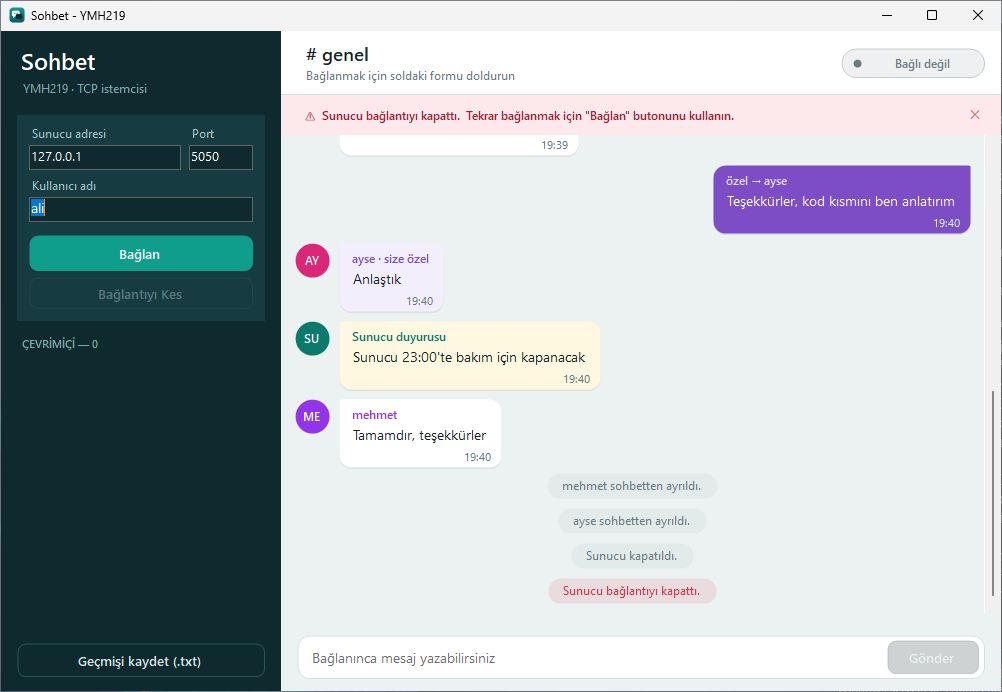 Sohbet - YMH219
Sohbet
YMH219 · TCP istemcisi
Sunucu adresi
Port
127.0.0.1
5050
Kullanıcı adı
ali
Bağlan
Bağlantıyı Kes
ÇEVRİMİÇİ — 0
Geçmişi kaydet (.txt)
# genel
Bağlanmak için soldaki formu doldurun
Bağlı değil
⚠ Sunucu bağlantıyı kapattı. Tekrar bağlanmak için "Bağlan" butonunu kullanın.
19:39
özel → ayse
Teşekkürler, kod kısmını ben anlatırım
19:40
AY
ayse · size özel
Anlaştık
19:40
SU
Sunucu duyurusu
Sunucu 23:00'te bakım için kapanacak
19:40
ME
mehmet
Tamamdır, teşekkürler
19:40
mehmet sohbetten ayrıldı.
ayse sohbetten ayrıldı.
Sunucu kapatıldı.
Sunucu bağlantıyı kapattı.
Bağlanınca mesaj yazabilirsiniz
Gönder